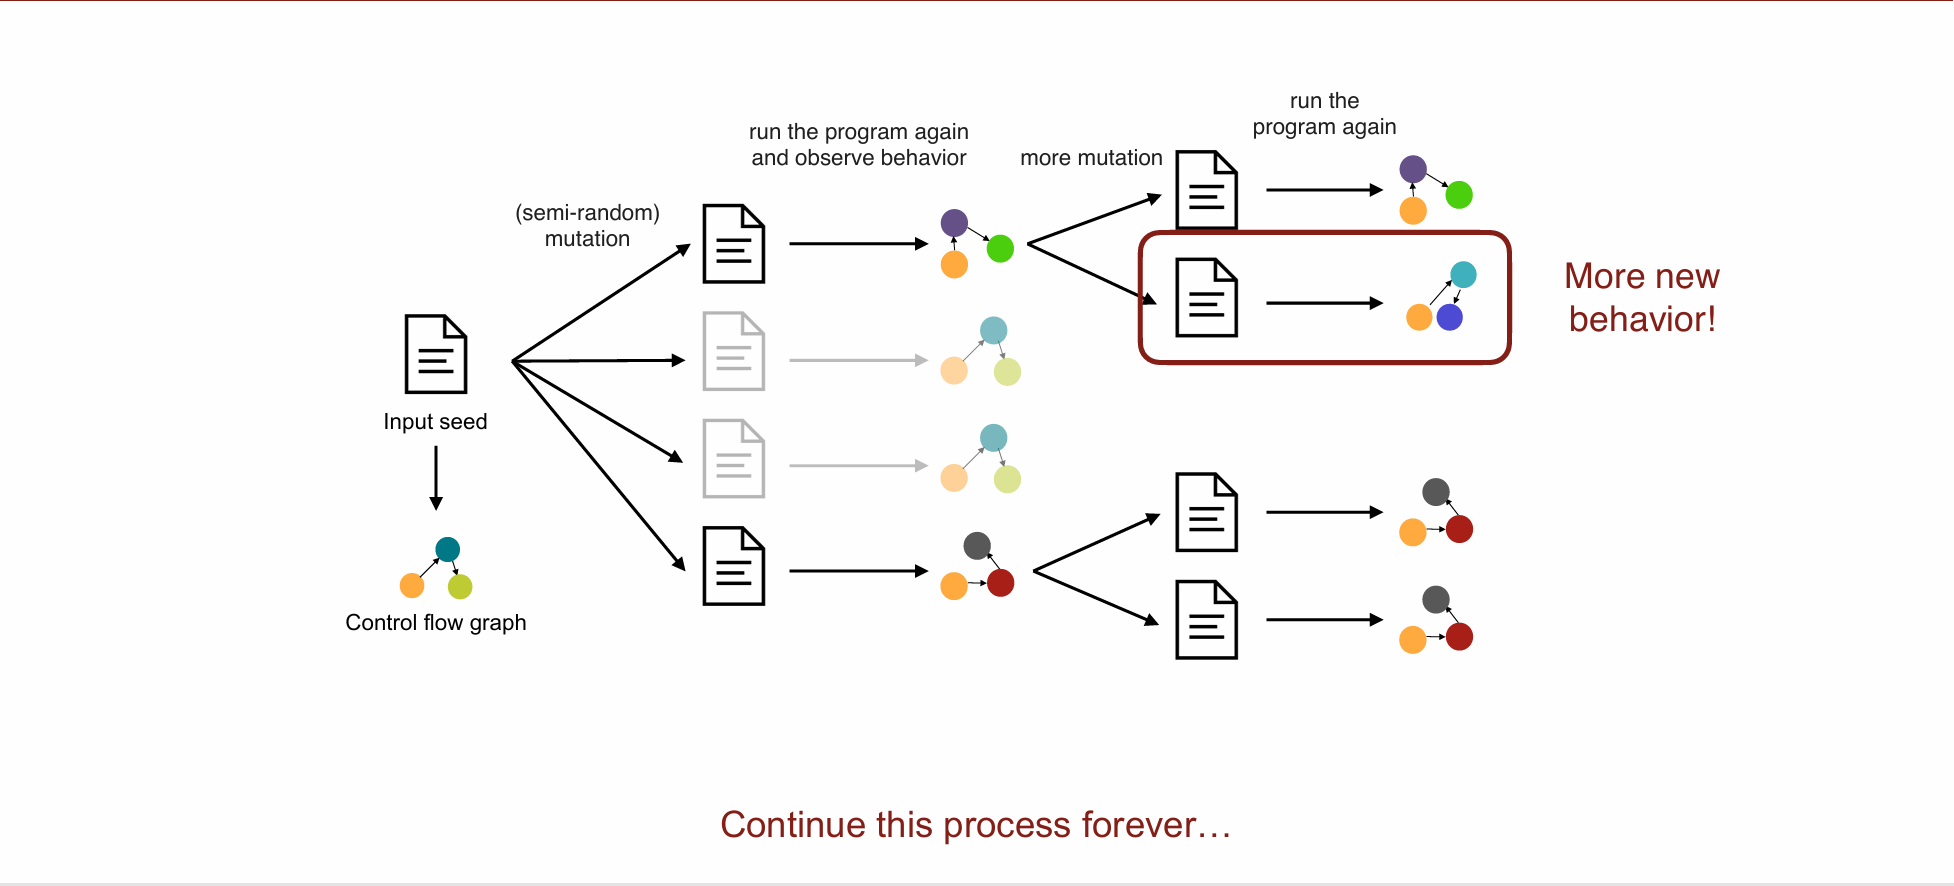 run the
program again
run the program again
and observe behavior
more mutation
(semi-random)
mutation
More new
behavior!
Input seed
Control flow graph
Continue this process forever…